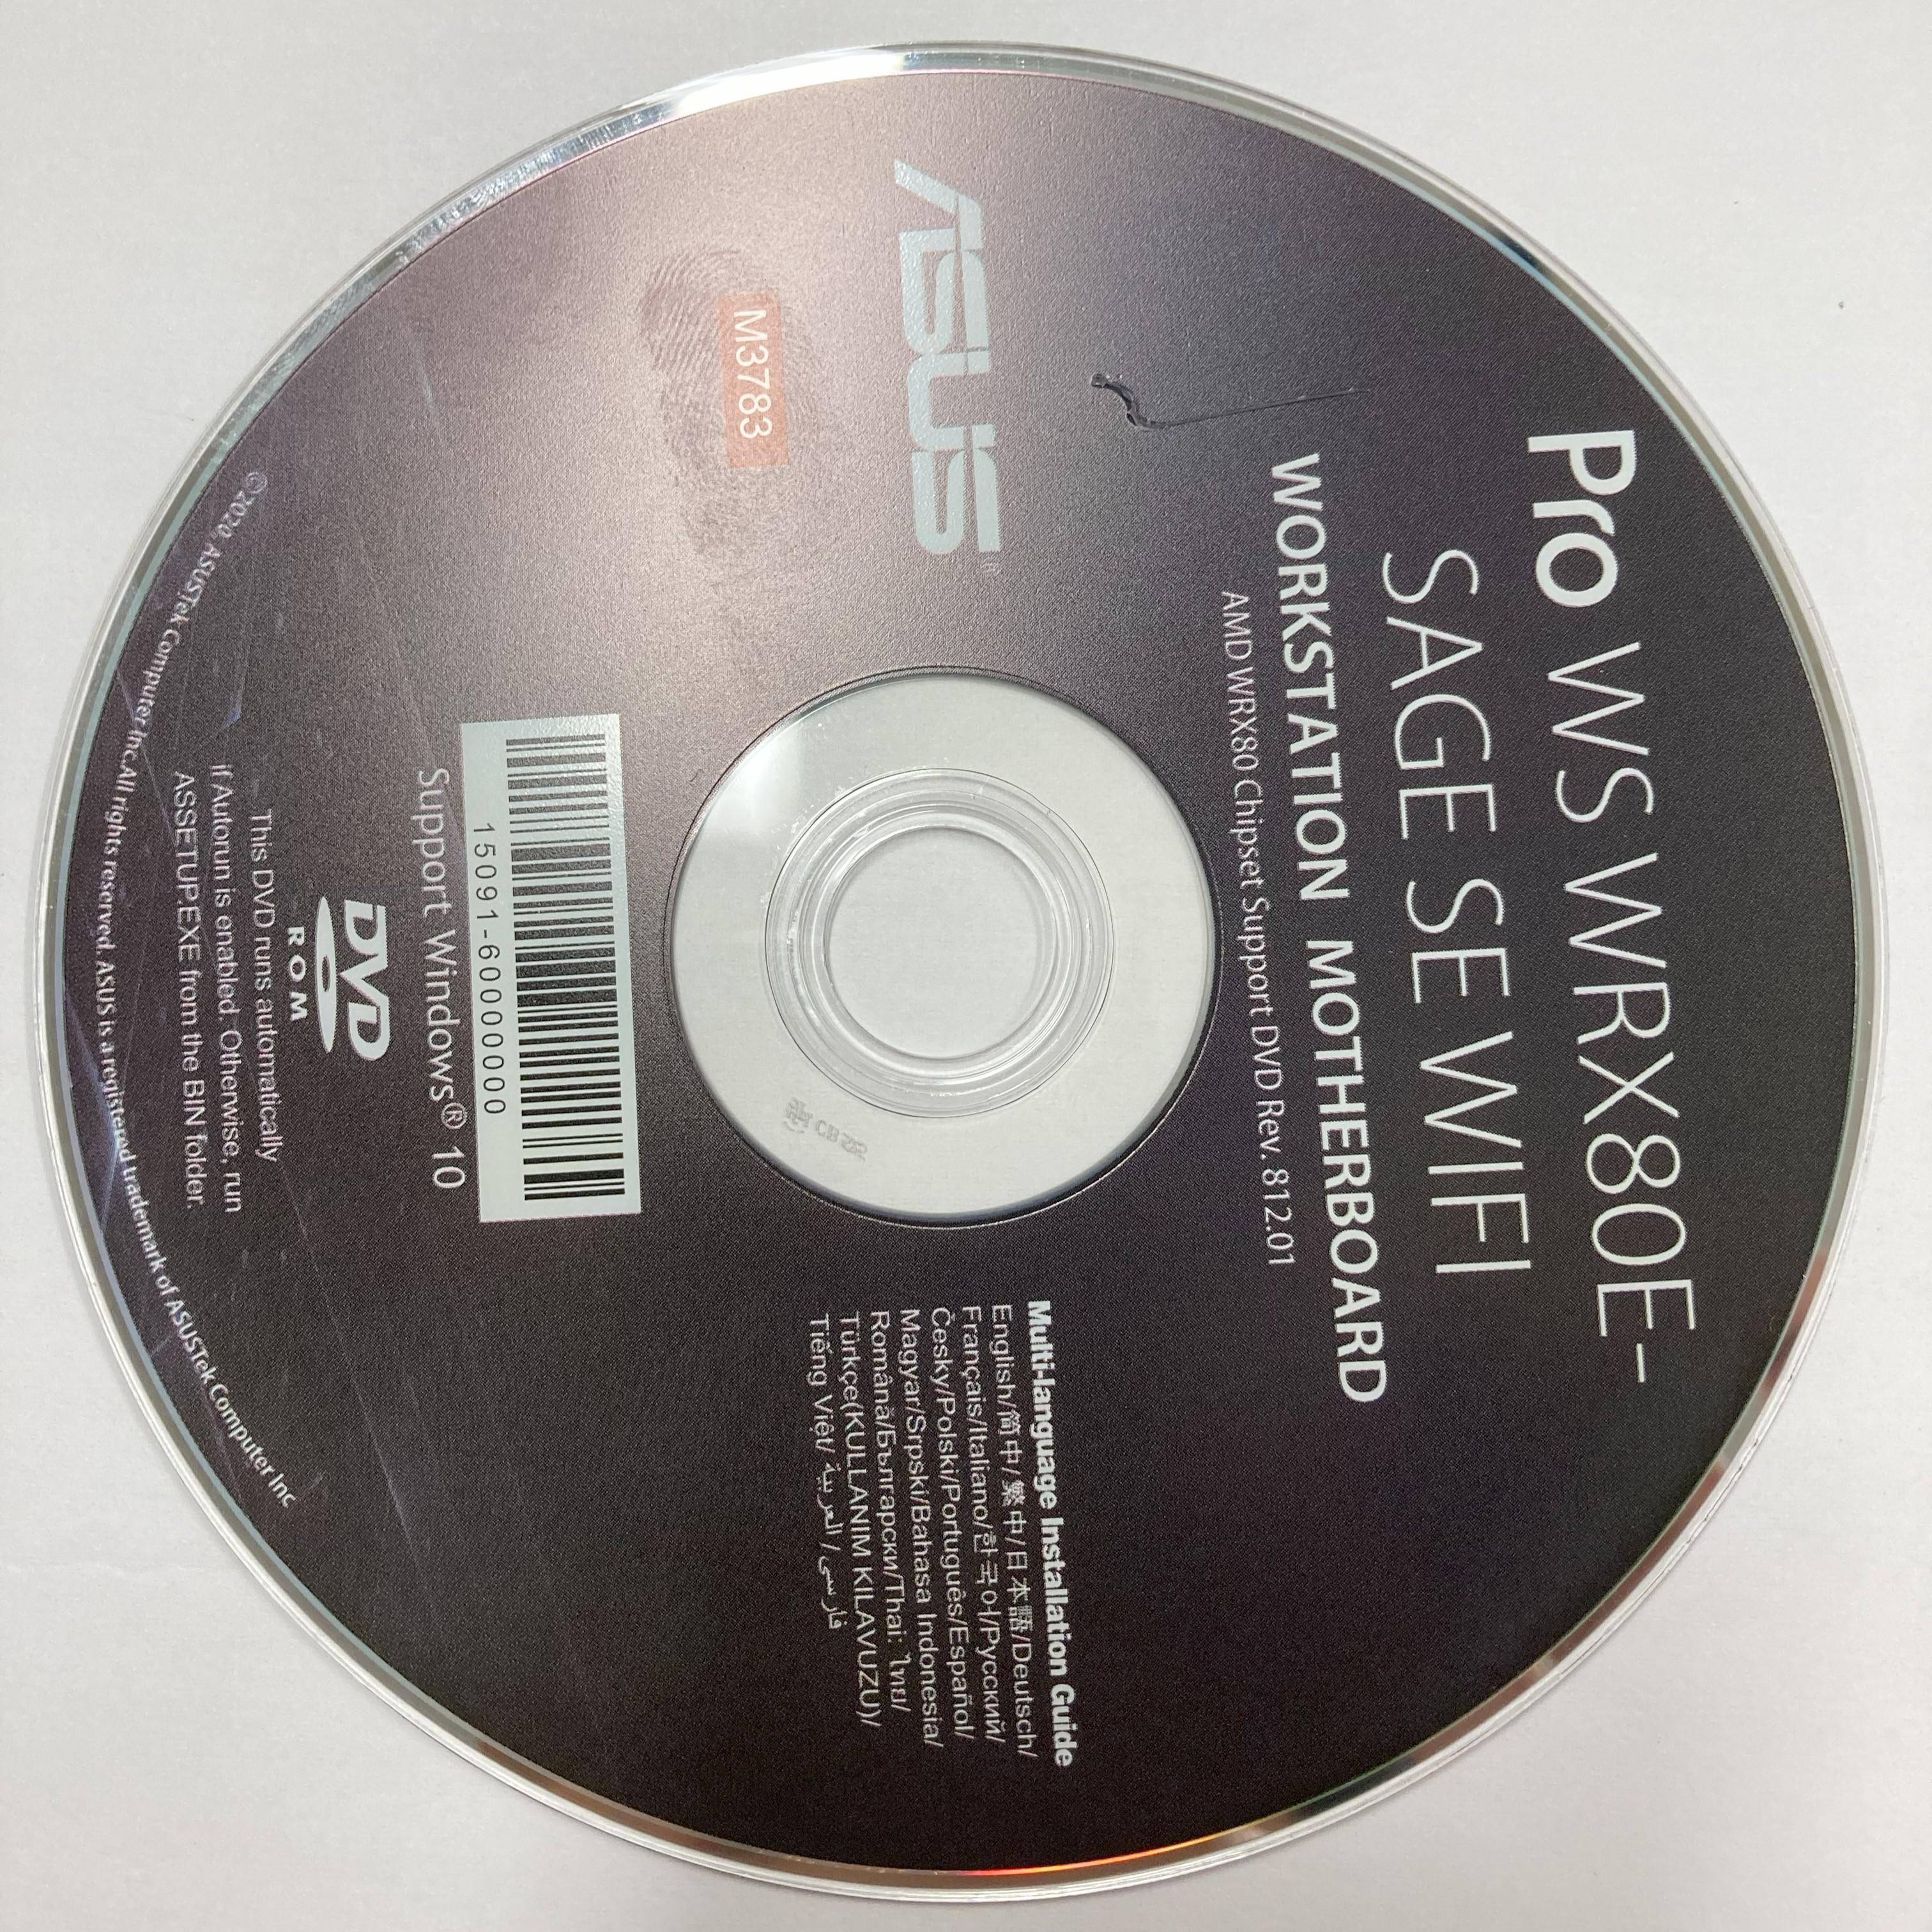 Pro WS WRX80E-
SAGE SE WIFI
WORKSTATION MOTHERBOARD
AMD WRX80 Chipset Support DVD Rev. 812.01
ASUS®
M3783
Multi-language Installation Guide
English/简中/繁中/日本語/Deutsch/
Français/Italiano/한국어/Русский/
Česky/Polski/Português/Español/
Magyar/Srpski/Bahasa Indonesia/
Română/Български/Thai: ไทย/
Türkçe(KULLANIM KILAVUZU)/
Tiếng Việt/ العربية / فارسی
15091-60000000
Support Windows® 10
DVD
ROM
This DVD runs automatically
if Autorun is enabled. Otherwise, run
ASSETUP.EXE from the BIN folder.
©2020, ASUSTek Computer Inc.All rights reserved. ASUS is a registered trademark of ASUSTek Computer Inc